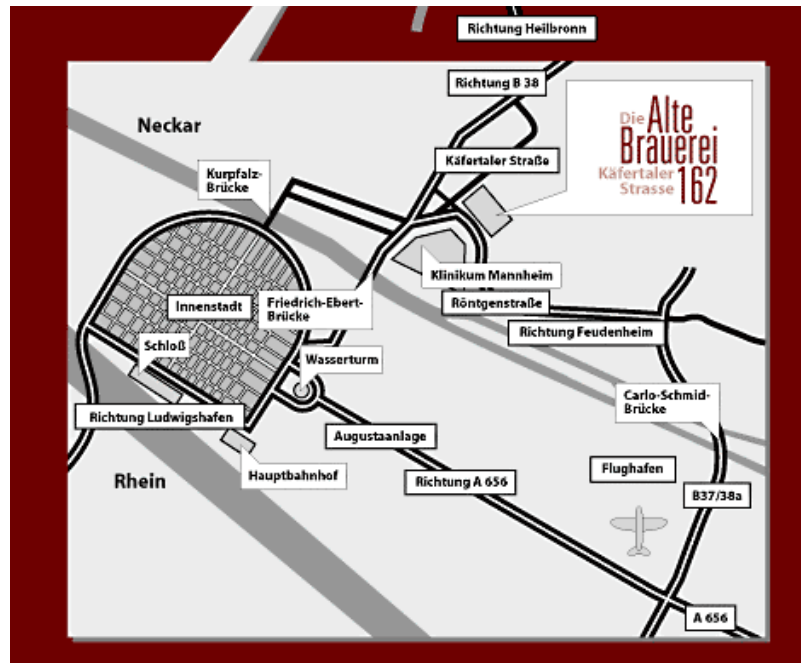 Richtung Heilbronn
Richtung B 38
Die Alte
Brauerei
Käfertaler
Strasse 162
Neckar
Käfertaler Straße
Kurpfalz-
Brücke
Klinikum Mannheim
Innenstadt
Friedrich-Ebert-
Brücke
Röntgenstraße
Richtung Feudenheim
Schloß
Wasserturm
Carlo-Schmid-
Brücke
Richtung Ludwigshafen
Augustaanlage
Rhein
Hauptbahnhof
Richtung A 656
Flughafen
B37/38a
A 656